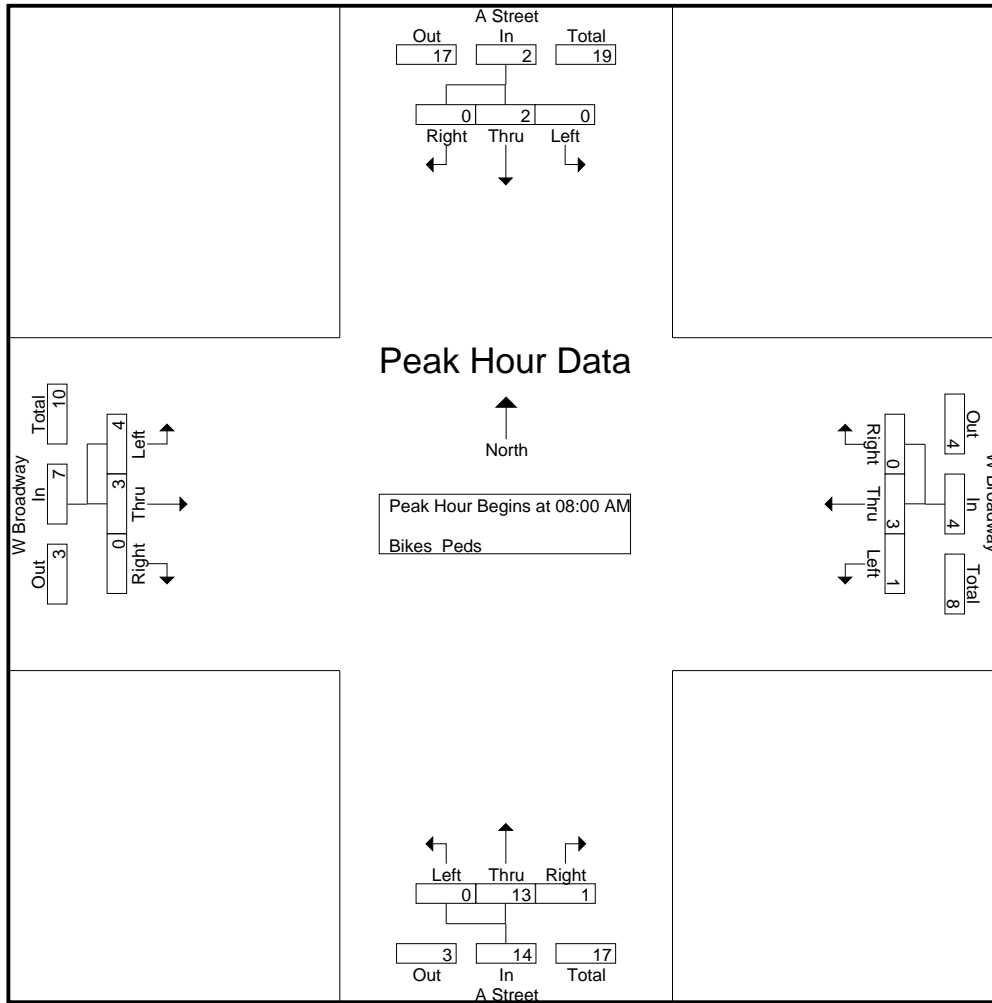 A Street
Out In Total
17 2 19
0 2 0
Right Thru Left
Peak Hour Data
North
Peak Hour Begins at 08:00 AM
Bikes Peds
W Broadway
Total In Out
10 7 3
4 3 0
Left Thru Right
Right Thru Left
0 3 1
4 4 8
Out In Total
W Broadway
Left Thru Right
0 13 1
3 14 17
Out In Total
A Street